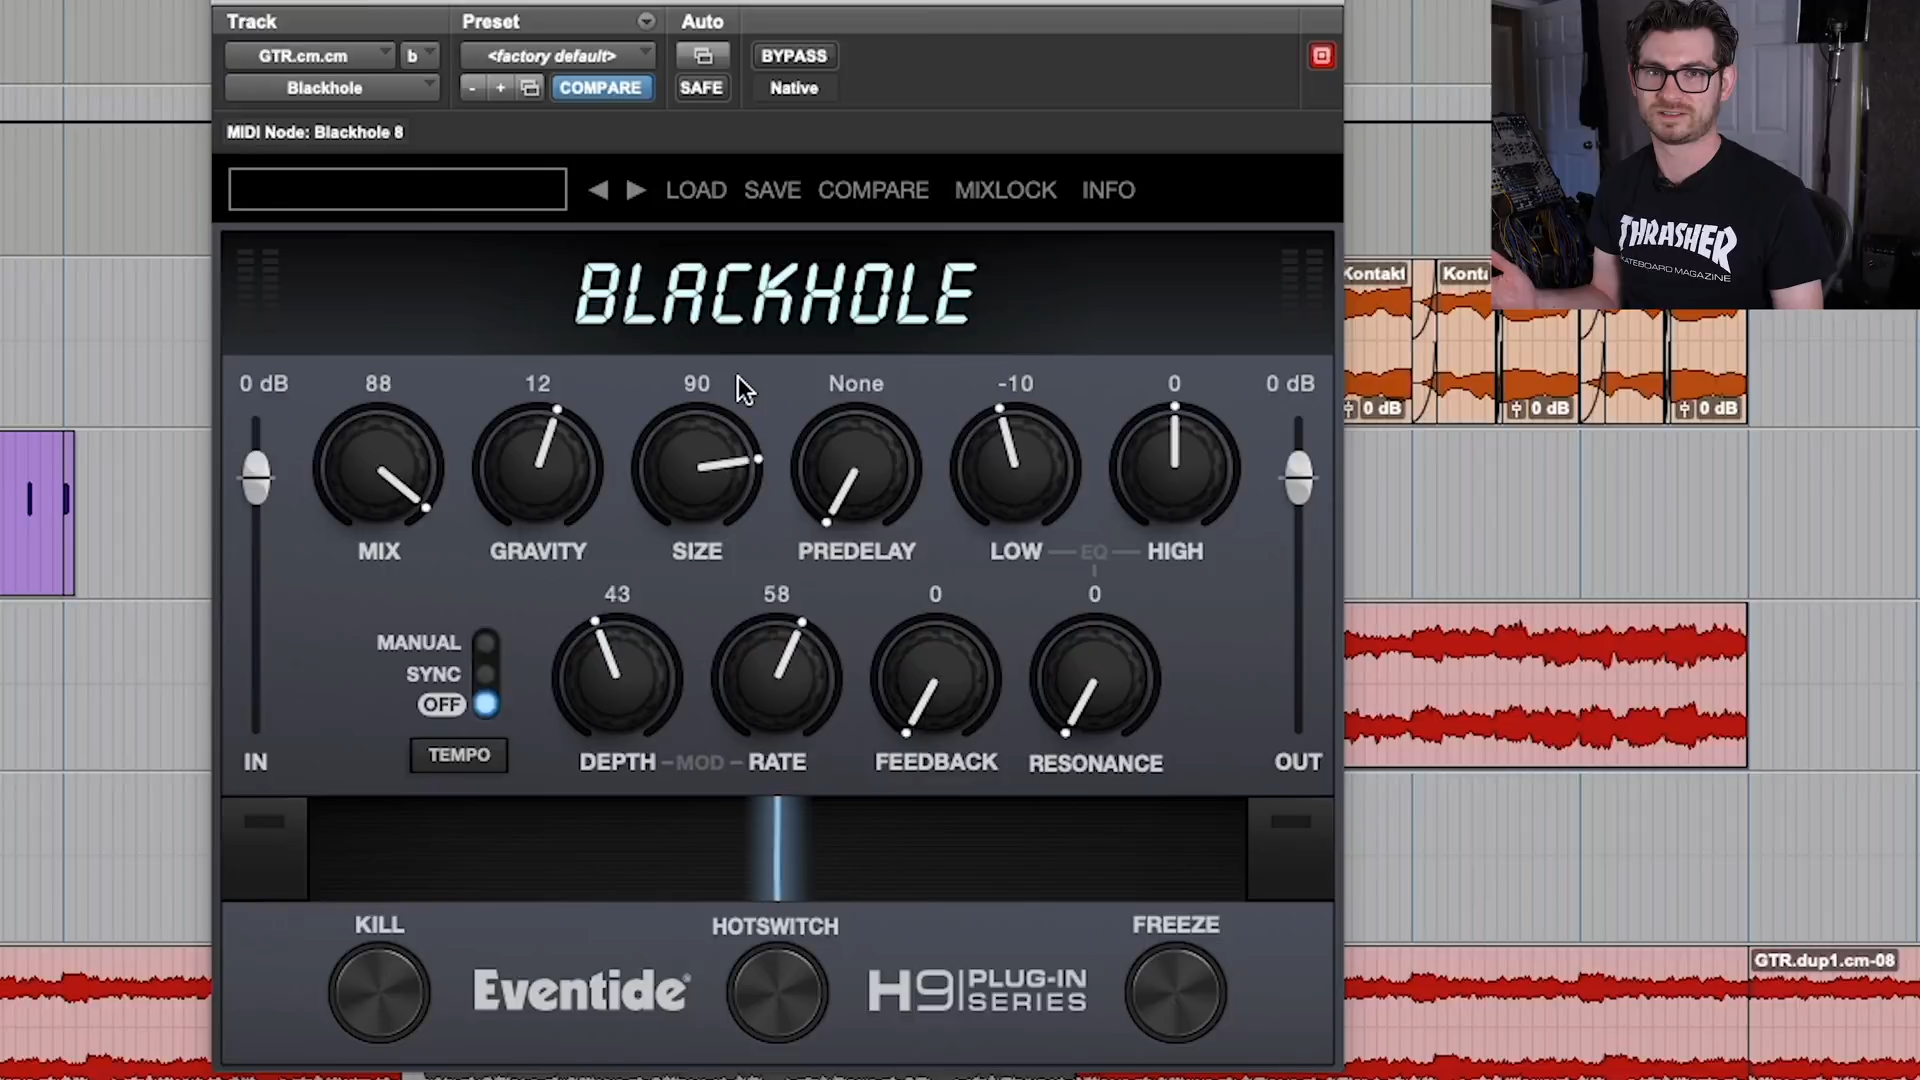 Track
Preset
Auto
GTR.cm.cm
b
<factory default>
BYPASS
Blackhole
- +
COMPARE
SAFE
Native
MIDI Node: Blackhole 8
LOAD SAVE COMPARE MIXLOCK INFO
BLACKHOLE
0 dB 88 12 90 None -10 0 0 dB
MIX GRAVITY SIZE PREDELAY LOW EQ HIGH
43 58 0 0
MANUAL
SYNC
OFF
TEMPO
IN
DEPTH MOD RATE FEEDBACK RESONANCE
OUT
KILL HOTSWITCH FREEZE
Eventide®
H9 PLUG-IN
SERIES
THRASHER
SKATEBOARD MAGAZINE
Kontakt
0 dB
0 dB
0 dB
GTR.dup1.cm-08